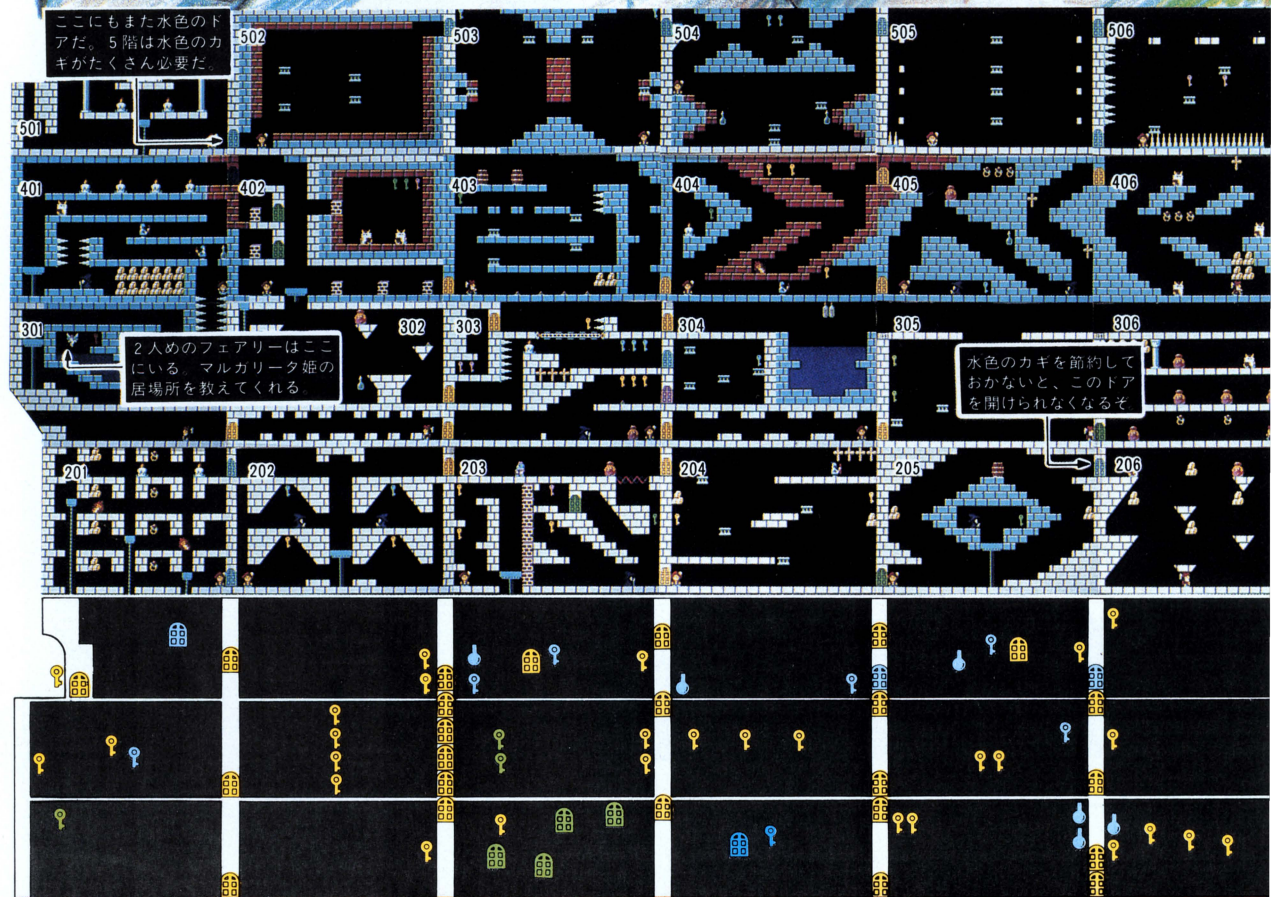 ここにもまた水色のド
アだ。5階は水色のカ
ギがたくさん必要だ。
501
502
503
504
505
506
401
402
403
404
405
406
301
302
303
304
305
306
2人めのフェアリーはここ
にいる。マルガリータ姫の
居場所を教えてくれる。
水色のカギを節約して
おかないと、このドア
を開けられなくなるぞ
201
202
203
204
205
206